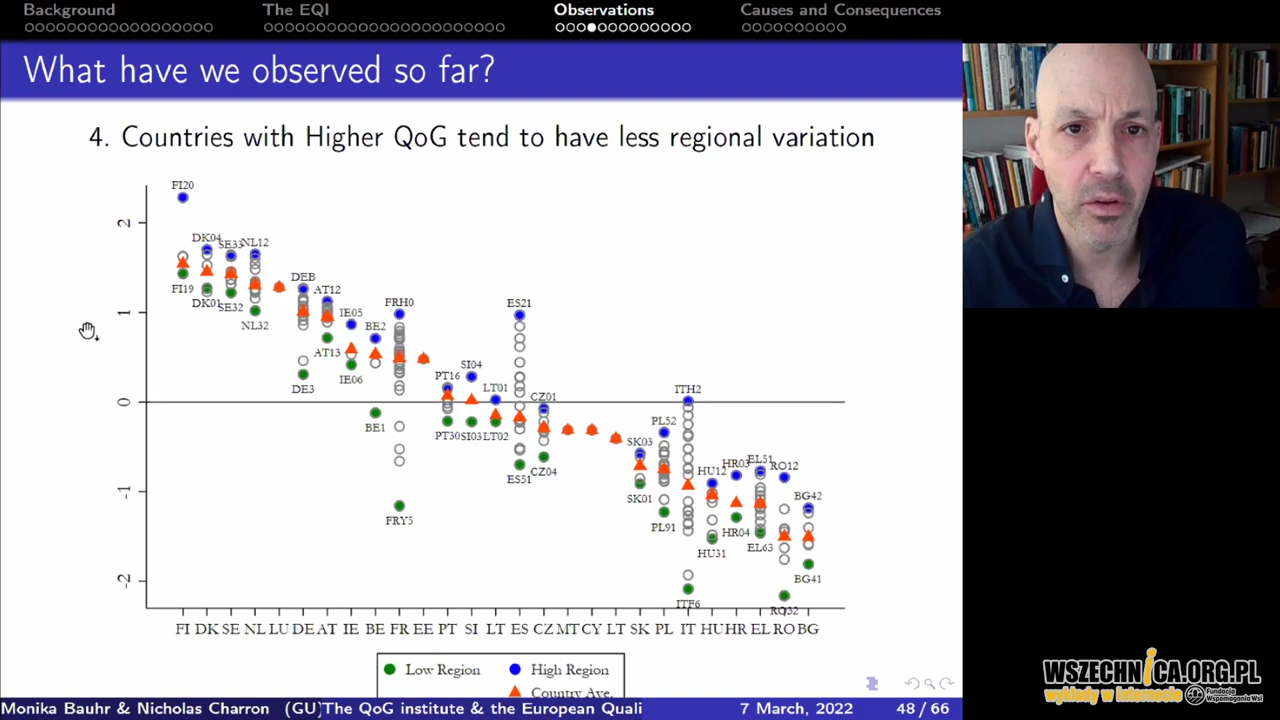 Background The EQI Observations Causes and Consequences
What have we observed so far?
4. Countries with Higher QoG tend to have less regional variation
2
1
0
-1
-2
FI20
FI19
DK04
DK01
SE33
SE32
NL12
NL32
DEB
DE3
AT12
AT13
IE05
IE06
BE2
BE1
FRH0
FRY5
PT16
PT30
SI04
SI03
LT01
LT02
ES21
ES51
CZ01
CZ04
SK03
SK01
PL52
PL91
ITH2
ITF6
HU12
HU31
HR03
HR04
EL51
EL63
RO12
RO32
BG42
BG41
FI DK SE NL LU DE AT IE BE FR EE PT SI LT ES CZ MT CY LT SK PL IT HU HR EL RO BG
Low Region High Region
Country Ave.
Monika Bauhr & Nicholas Charron (GU) The QoG institute & the European Quali 7 March, 2022 48 / 66
WSZECHNICA.ORG.PL
wykłady w internecie Fundacja
Wspomagania Wsi